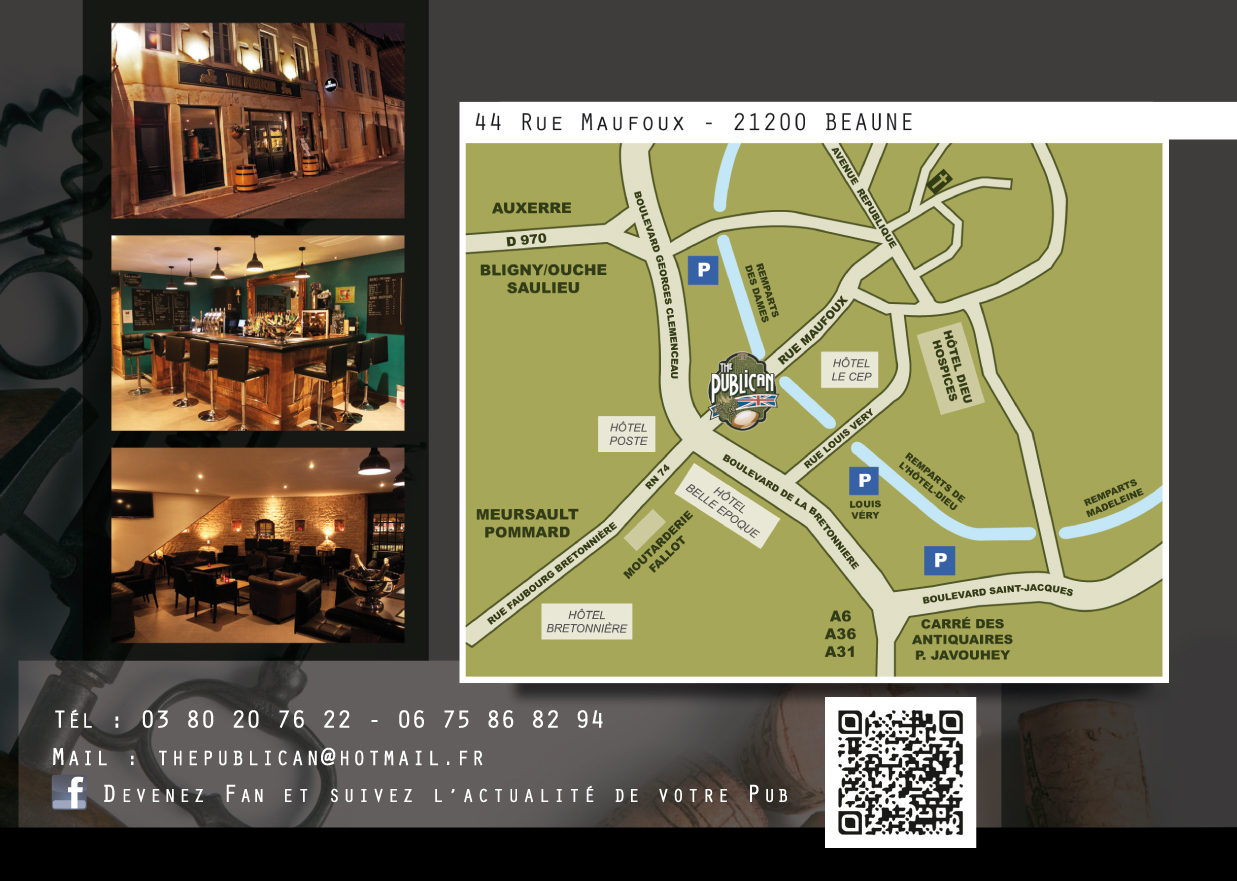 44 Rue Maufoux - 21200 BEAUNE
AVENUE REPUBLIQUE
AUXERRE
D 970
BLIGNY/OUCHE
SAULIEU
BOULEVARD GEORGES CLEMENCEAU
P
REMPARTS
DES DAMES
RUE MAUFOUX
THE
PUBLICAN
HÔTEL
LE CEP
HÔTEL DIEU
HOSPICES
HÔTEL
POSTE
RUE LOUIS VERY
RN 74
BOULEVARD DE LA BRETONNIERE
HÔTEL
BELLE EPOQUE
P
LOUIS
VÉRY
REMPARTS DE
L'HÔTEL-DIEU
REMPARTS
MADELEINE
MEURSAULT
POMMARD
MOUTARDERIE
FALLOT
RUE FAUBOURG BRETONNIÈRE
P
BOULEVARD SAINT-JACQUES
HÔTEL
BRETONNIÈRE
A6
A36
A31
CARRÉ DES
ANTIQUAIRES
P. JAVOUHEY
Tél : 03 80 20 76 22 - 06 75 86 82 94
Mail : thepublican@hotmail.fr
f Devenez Fan et suivez l'actualité de votre Pub